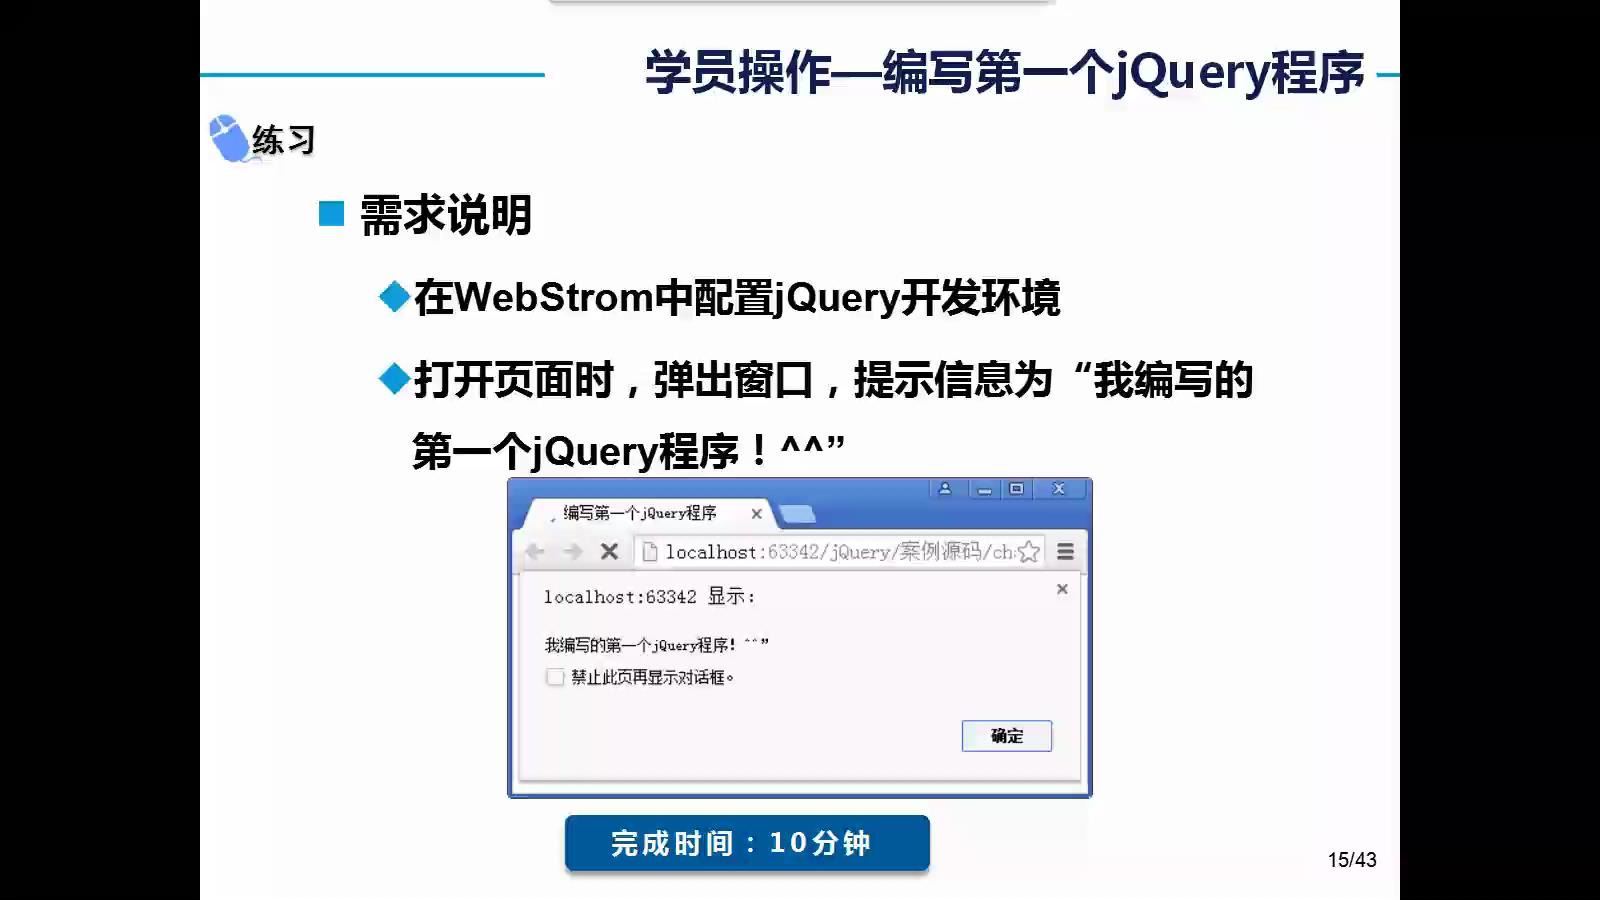 学员操作—编写第一个jQuery程序
练习
需求说明
在WebStrom中配置jQuery开发环境
打开页面时，弹出窗口，提示信息为“我编写的
第一个jQuery程序！^^”
编写第一个jQuery程序
localhost:63342/jQuery/案例源码/ch
localhost:63342 显示:
我编写的第一个jQuery程序! ^^”
禁止此页再显示对话框。
确定
完成时间：10分钟
15/43